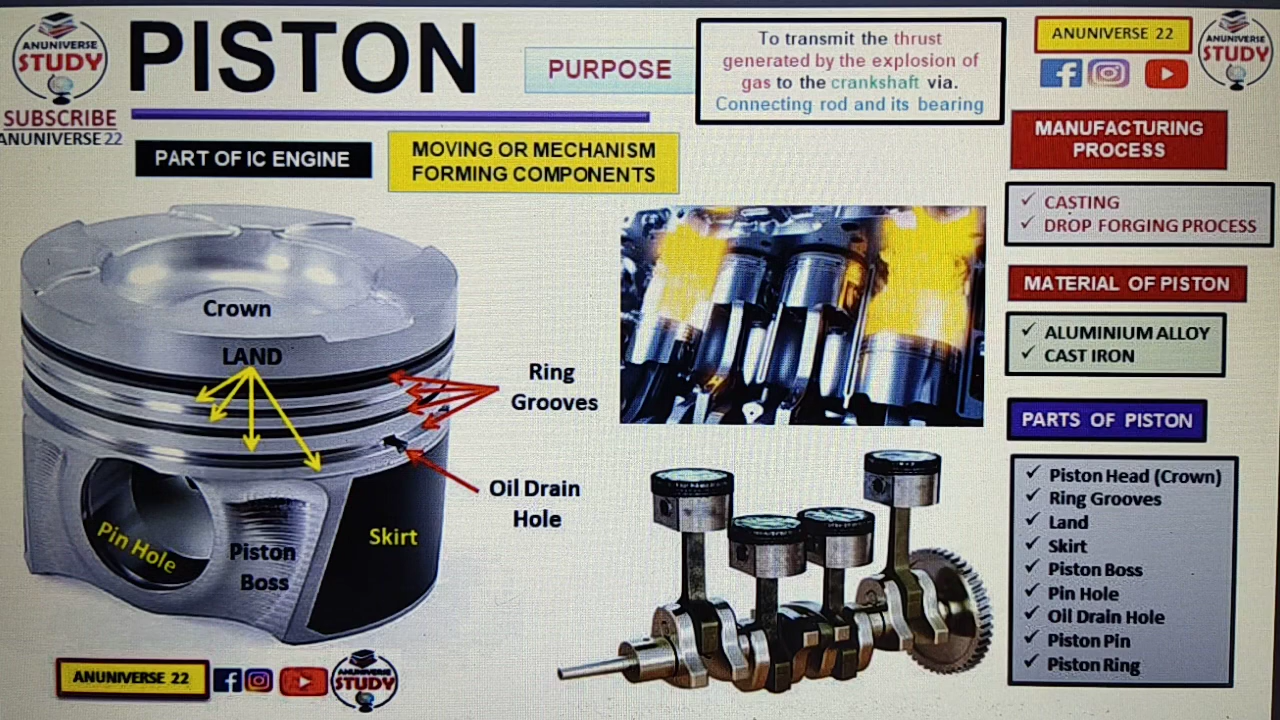 ANUNIVERSE
STUDY
SUBSCRIBE
ANUNIVERSE 22
PISTON
PURPOSE
To transmit the thrust
generated by the explosion of
gas to the crankshaft via.
Connecting rod and its bearing
ANUNIVERSE 22
ANUNIVERSE
STUDY
PART OF IC ENGINE
MOVING OR MECHANISM
FORMING COMPONENTS
MANUFACTURING
PROCESS
✓ CASTING
✓ DROP FORGING PROCESS
MATERIAL OF PISTON
✓ ALUMINIUM ALLOY
✓ CAST IRON
PARTS OF PISTON
✓ Piston Head (Crown)
✓ Ring Grooves
✓ Land
✓ Skirt
✓ Piston Boss
✓ Pin Hole
✓ Oil Drain Hole
✓ Piston Pin
✓ Piston Ring
Crown
LAND
Ring
Grooves
Oil Drain
Hole
Pin Hole
Piston
Boss
Skirt
ANUNIVERSE 22
ANUNIVERSE
STUDY